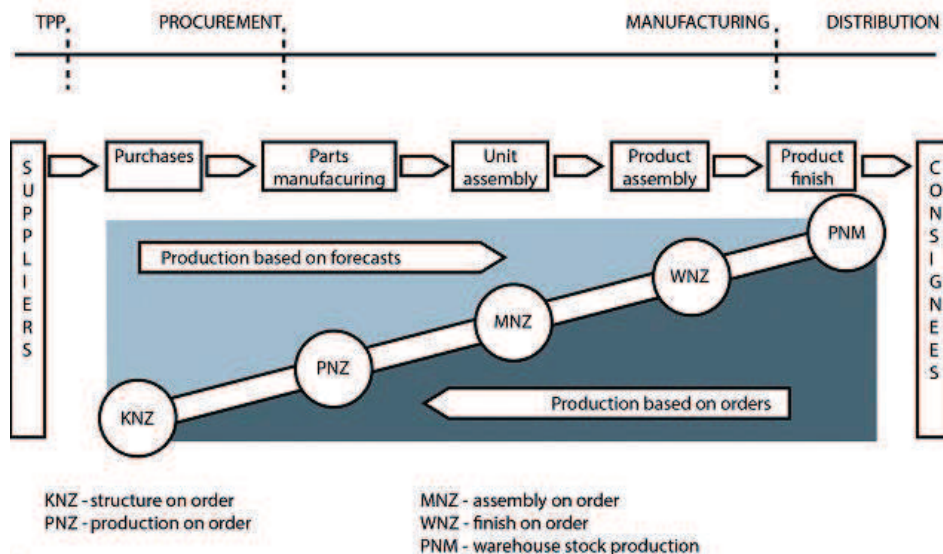 TPP
PROCUREMENT
MANUFACTURING
DISTRIBUTION
SUPPLIERS
Purchases
Parts
manufacuring
Unit
assembly
Product
assembly
Product
finish
CONSIGNEES
Production based on forecasts
PNM
WNZ
MNZ
PNZ
KNZ
Production based on orders
KNZ - structure on order
PNZ - production on order
MNZ - assembly on order
WNZ - finish on order
PNM - warehouse stock production